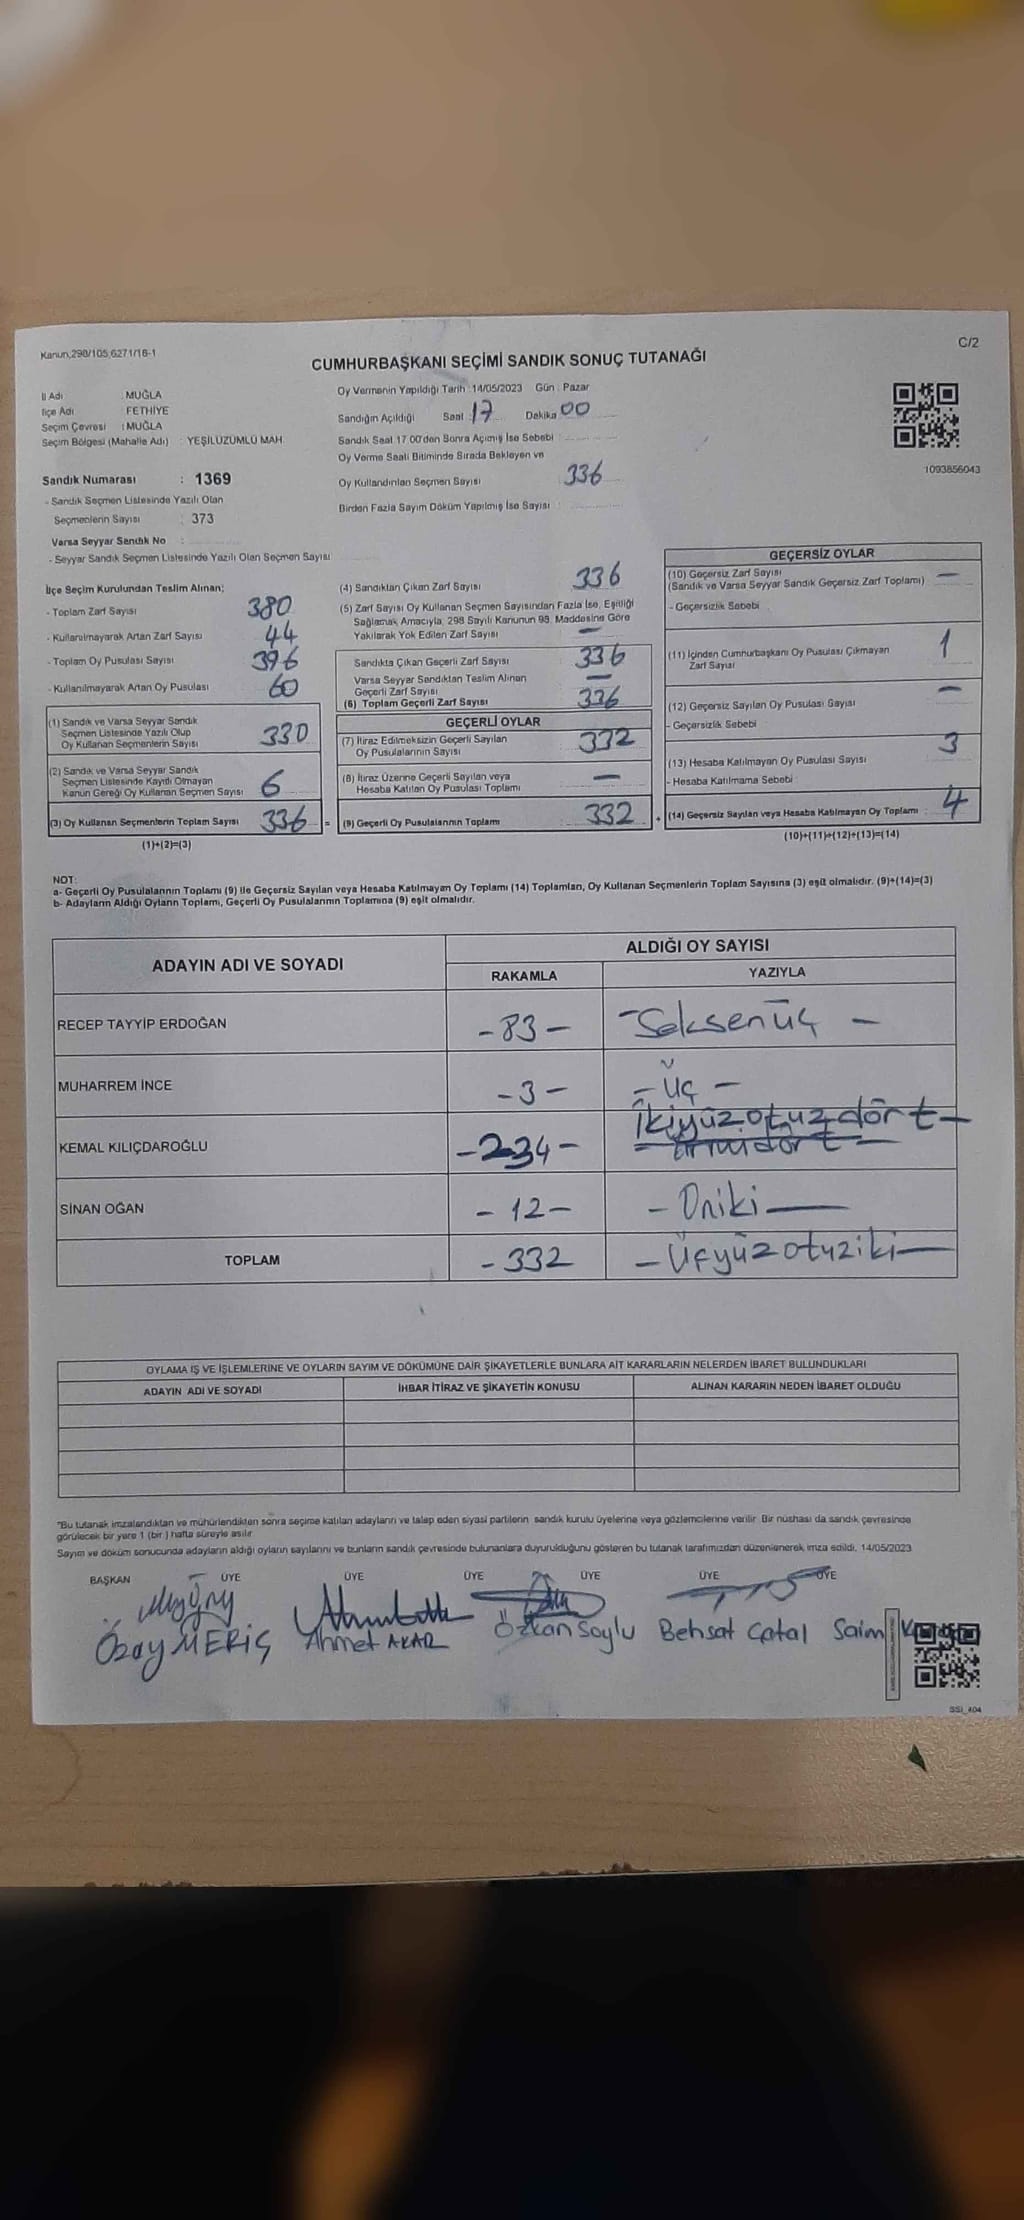 Kanun,298/105,6271/16-1
C/2
CUMHURBAŞKANI SEÇİMİ SANDIK SONUÇ TUTANAĞI
İl Adı : MUĞLA
İlçe Adı FETHİYE
Seçim Çevresi : MUĞLA
Seçim Bölgesi (Mahalle Adı) : YEŞİLÜZÜMLÜ MAH.
Sandık Numarası : 1369
- Sandık Seçmen Listesinde Yazılı Olan
Seçmenlerin Sayısı : 373
Varsa Seyyar Sandık No :
- Seyyar Sandık Seçmen Listesinde Yazılı Olan Seçmen Sayısı
Oy Vermenin Yapıldığı Tarih : 14/05/2023 Gün : Pazar
Sandığın Açıldığı Saat : 17 Dakika 00
Sandık Saat 17.00'den Sonra Açımış İse Sebebi :
Oy Verme Saati Bitiminde Sırada Bekleyen ve
Oy Kullandırılan Seçmen Sayısı 336
Birden Fazla Sayım Döküm Yapılmış İse Sayısı :
1093856043
İlçe Seçim Kurulundan Teslim Alınan;
- Toplam Zarf Sayısı 380
- Kullanılmayarak Artan Zarf Sayısı 44
- Toplam Oy Pusulası Sayısı 396
- Kullanılmayarak Artan Oy Pusulası 60
(1) Sandık ve Varsa Seyyar Sandık
Seçmen Listesinde Yazılı Olup
Oy Kullanan Seçmenlerin Sayısı 330
(2) Sandık ve Varsa Seyyar Sandık
Seçmen Listesinde Kayıtlı Olmayan
Kanun Gereği Oy Kullanan Seçmen Sayısı 6
(3) Oy Kullanan Seçmenlerin Toplam Sayısı 336 =
(1)+(2)=(3)
(4) Sandıktan Çıkan Zarf Sayısı 336
(5) Zarf Sayısı Oy Kullanan Seçmen Sayısından Fazla İse, Eşitliği
Sağlamak Amacıyla, 298 Sayılı Kanunun 98. Maddesine Göre
Yakılarak Yok Edilen Zarf Sayısı —
Sandıkta Çıkan Geçerli Zarf Sayısı 336
Varsa Seyyar Sandıktan Teslim Alınan
Geçerli Zarf Sayısı —
(6) Toplam Geçerli Zarf Sayısı 336
GEÇERLİ OYLAR
(7) İtiraz Edilmeksizin Geçerli Sayılan
Oy Pusulalarının Sayısı 332
(8) İtiraz Üzerine Geçerli Sayılan veya
Hesaba Katılan Oy Pusulası Toplamı —
(9) Geçerli Oy Pusulalarının Toplamı 332 +
GEÇERSİZ OYLAR
(10) Geçersiz Zarf Sayısı
(Sandık ve Varsa Seyyar Sandık Geçersiz Zarf Toplamı) —
- Geçersizlik Sebebi
(11) İçinden Cumhurbaşkanı Oy Pusulası Çıkmayan
Zarf Sayısı 1
(12) Geçersiz Sayılan Oy Pusulası Sayısı —
- Geçersizlik Sebebi
(13) Hesaba Katılmayan Oy Pusulası Sayısı 3
- Hesaba Katılmama Sebebi
(14) Geçersiz Sayılan veya Hesaba Katılmayan Oy Toplamı : 4
(10)+(11)+(12)+(13)=(14)
NOT:
a- Geçerli Oy Pusulalarının Toplamı (9) ile Geçersiz Sayılan veya Hesaba Katılmayan Oy Toplamı (14) Toplamları, Oy Kullanan Seçmenlerin Toplam Sayısına (3) eşit olmalıdır. (9)+(14)=(3)
b- Adayların Aldığı Oyların Toplamı, Geçerli Oy Pusulalarının Toplamına (9) eşit olmalıdır.
ADAYIN ADI VE SOYADI ALDIĞI OY SAYISI
RAKAMLA YAZIYLA
RECEP TAYYİP ERDOĞAN -83- -Seksenüç -
MUHARREM İNCE -3- - Üç -
KEMAL KILIÇDAROĞLU -234- İkiyüzotuzdört-
SİNAN OĞAN - 12- - Oniki —
TOPLAM -332 - Üçyüzotuziki—
OYLAMA İŞ VE İŞLEMLERİNE VE OYLARIN SAYIM VE DÖKÜMÜNE DAİR ŞİKAYETLERLE BUNLARA AİT KARARLARIN NELERDEN İBARET BULUNDUKLARI
ADAYIN ADI VE SOYADI İHBAR İTİRAZ VE ŞİKAYETİN KONUSU ALINAN KARARIN NEDEN İBARET OLDUĞU
"Bu tutanak imzalandıktan ve mühürlendikten sonra seçime katılan adayların ve talep eden siyasi partilerin sandık kurulu üyelerine veya gözlemcilerine verilir. Bir nüshası da sandık çevresinde
görülecek bir yere 1 (bir ) hafta süreyle asılır
Sayım ve döküm sonucunda adayların aldığı oyların sayılarını ve bunların sandık çevresinde bulunanlara duyurulduğunu gösteren bu tutanak tarafımızdan düzenlenerek imza edildi. 14/05/2023
BAŞKAN ÜYE ÜYE ÜYE ÜYE ÜYE ÜYE
Özay MERİÇ Ahmet AKAR Özkan Soylu Behsat Çatal Saim
SSI_404